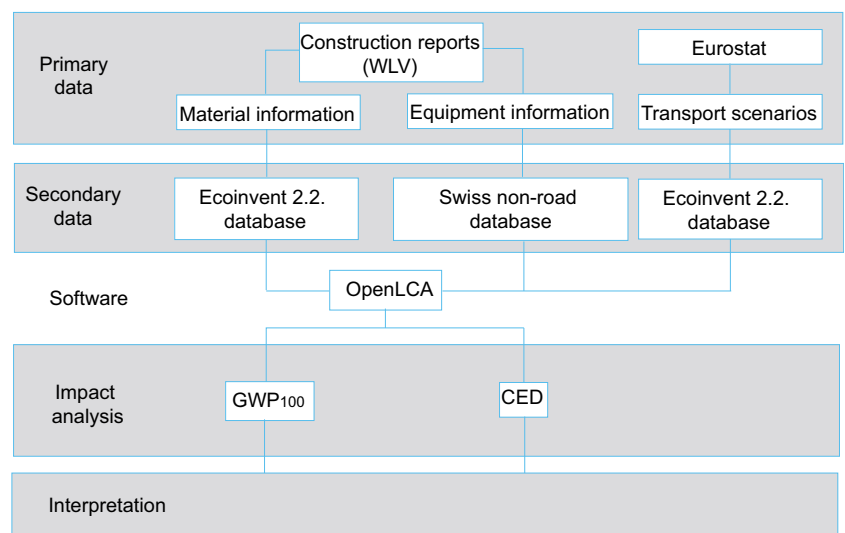 Primary
data
Construction reports
(WLV)
Eurostat
Material information
Equipment information
Transport scenarios
Secondary
data
Ecoinvent 2.2.
database
Swiss non-road
database
Ecoinvent 2.2.
database
Software
OpenLCA
Impact
analysis
GWP100
CED
Interpretation